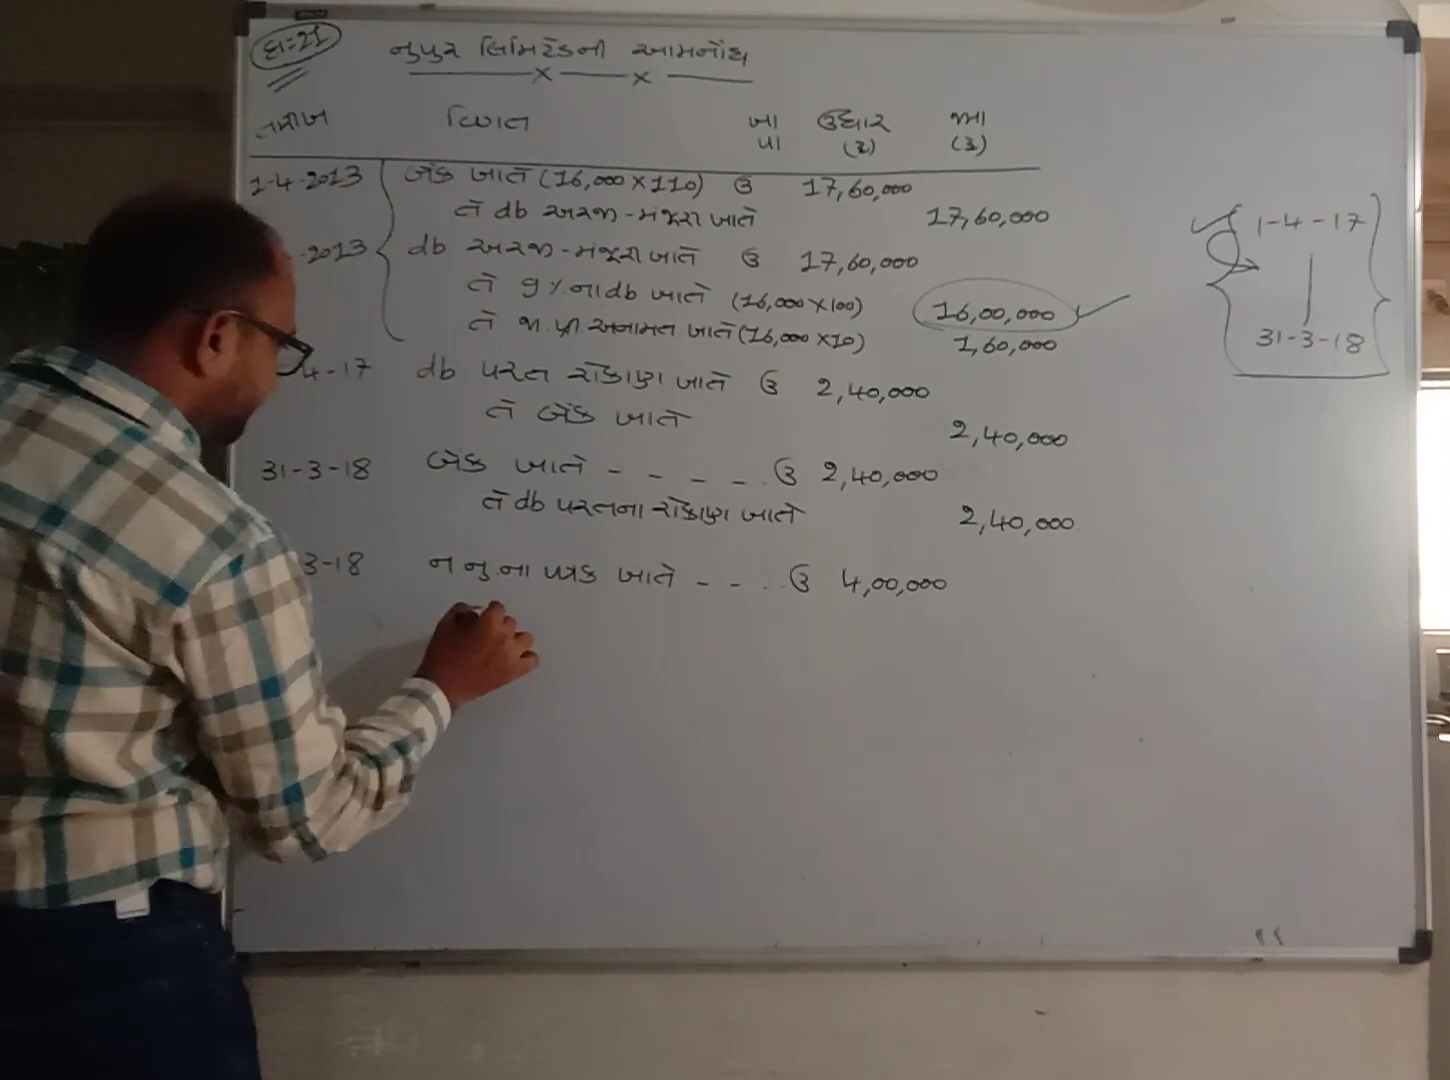 દા=21
નુપુર લિમિટેડની આમનોંધ
તારીખ વિગત ખા ઉધાર જમા
પા (રૂ) (રૂ)
1-4-2013 બેંક ખાતે (16,000×110) ઉ 17,60,000
તે db અરજી-મંજૂરી ખાતે 17,60,000
.2013 db અરજી-મંજૂરી ખાતે ઉ 17,60,000
તે 9%ના db ખાતે (16,000×100) 16,00,000
તે જા.પ્રી અનામત ખાતે (16,000×10) 1,60,000
4-17 db પરત રોકાણ ખાતે ઉ 2,40,000
તે બેંક ખાતે 2,40,000
31-3-18 બેંક ખાતે - - - - ઉ 2,40,000
તે db પરતના રોકાણ ખાતે 2,40,000
3-18 ન.નુ.ના પત્રક ખાતે - - ઉ 4,00,000
1-4-17
31-3-18